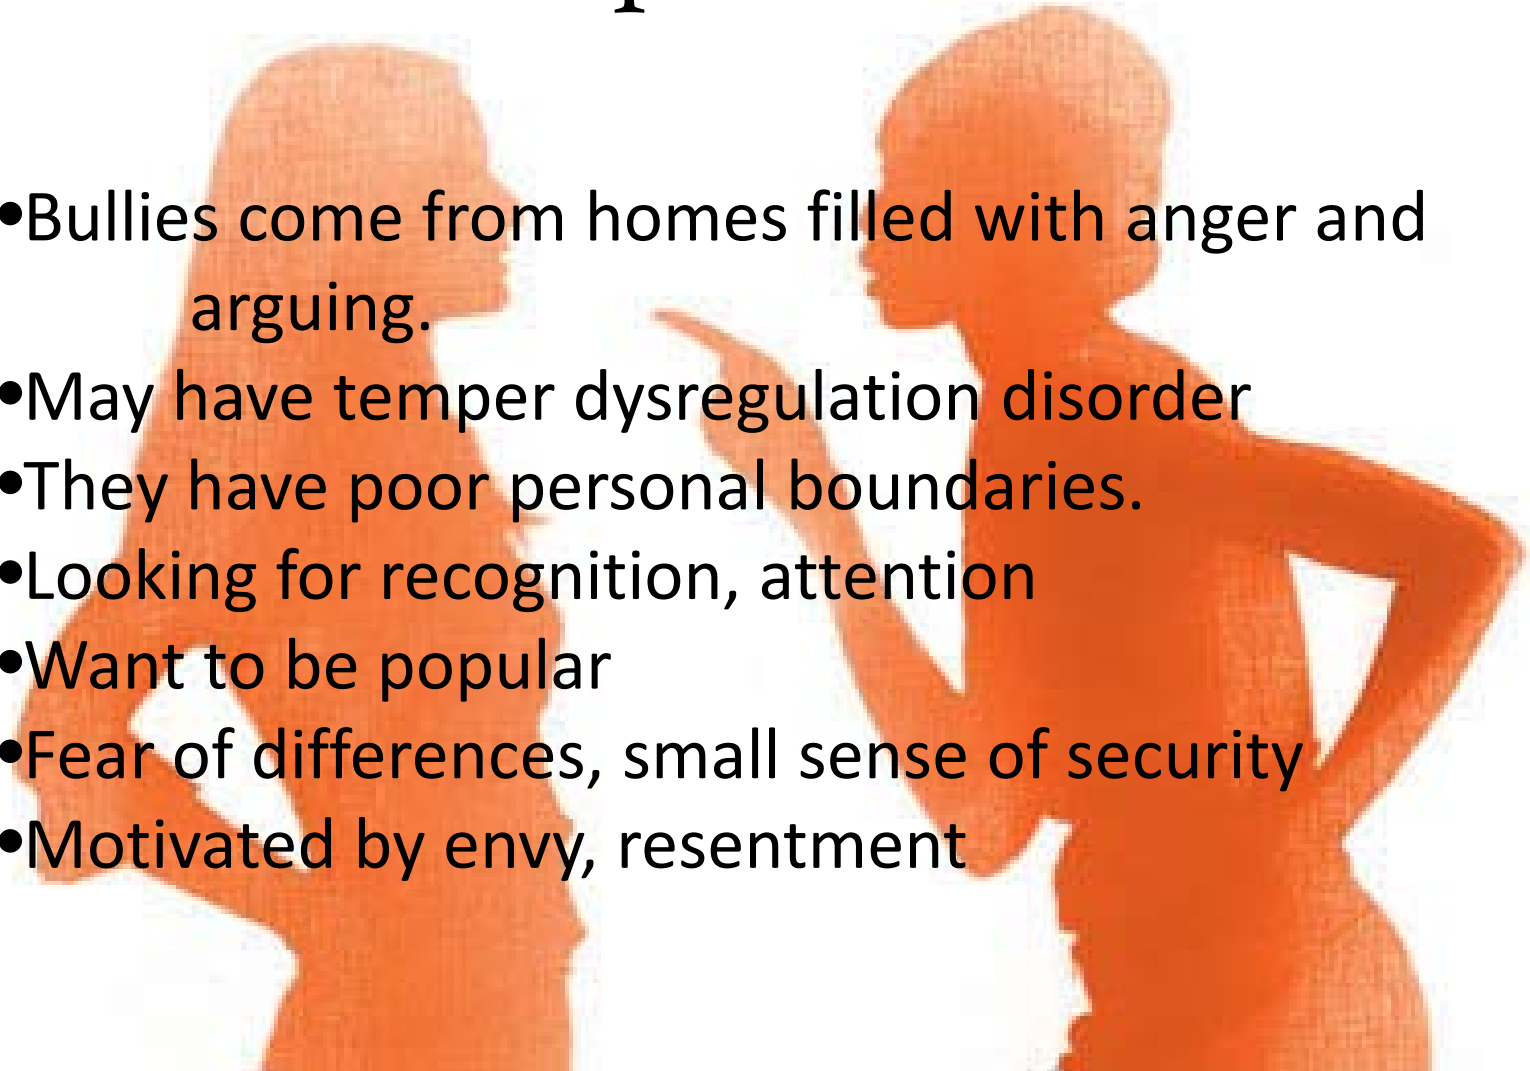 •Bullies come from homes filled with anger and
arguing.
•May have temper dysregulation disorder
•They have poor personal boundaries.
•Looking for recognition, attention
•Want to be popular
•Fear of differences, small sense of security
•Motivated by envy, resentment